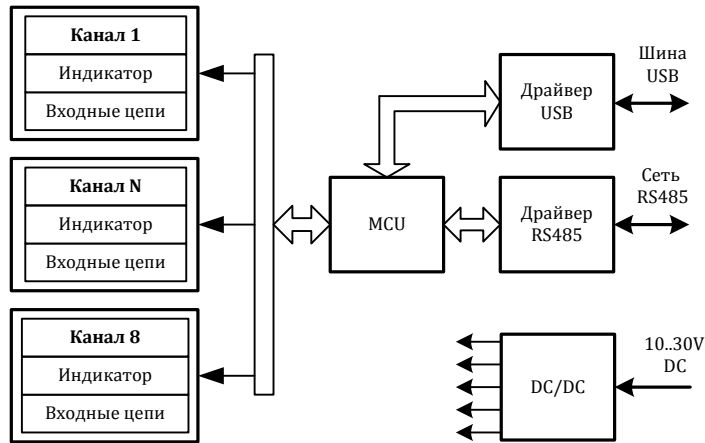 Канал 1
Индикатор
Входные цепи
Канал N
Индикатор
Входные цепи
Канал 8
Индикатор
Входные цепи
MCU
Драйвер
USB
Шина
USB
Драйвер
RS485
Сеть
RS485
DC/DC
10..30V
DC